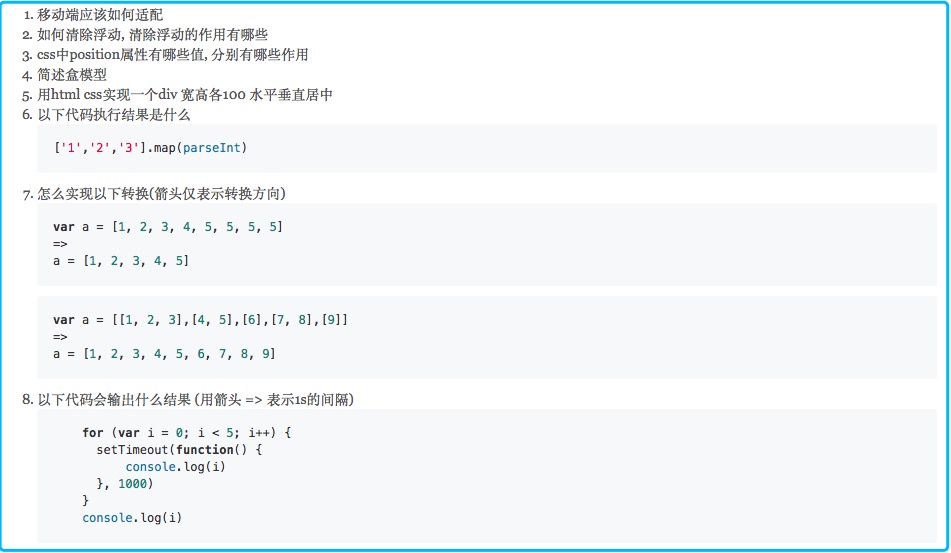 1. 移动端应该如何适配
2. 如何清除浮动, 清除浮动的作用有哪些
3. css中position属性有哪些值, 分别有哪些作用
4. 简述盒模型
5. 用html css实现一个div 宽高各100 水平垂直居中
6. 以下代码执行结果是什么
['1','2','3'].map(parseInt)
7. 怎么实现以下转换(箭头仅表示转换方向)
var a = [1, 2, 3, 4, 5, 5, 5, 5]
=>
a = [1, 2, 3, 4, 5]
var a = [[1, 2, 3],[4, 5],[6],[7, 8],[9]]
=>
a = [1, 2, 3, 4, 5, 6, 7, 8, 9]
8. 以下代码会输出什么结果 (用箭头 => 表示1s的间隔)
for (var i = 0; i < 5; i++) {
setTimeout(function() {
console.log(i)
}, 1000)
}
console.log(i)